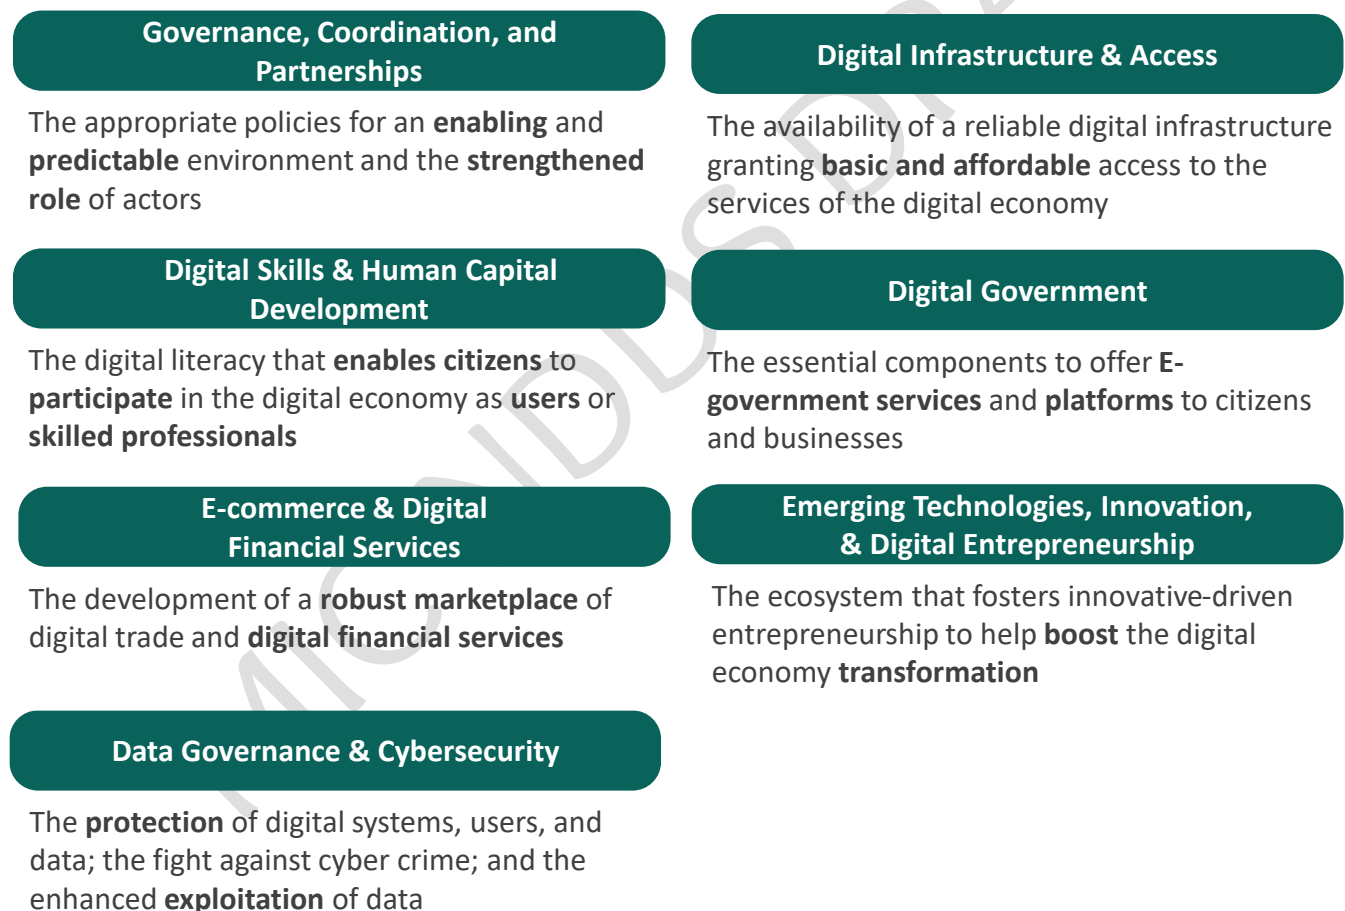 Governance, Coordination, and
Partnerships
The appropriate policies for an enabling and
predictable environment and the strengthened
role of actors
Digital Infrastructure & Access
The availability of a reliable digital infrastructure
granting basic and affordable access to the
services of the digital economy
Digital Skills & Human Capital
Development
The digital literacy that enables citizens to
participate in the digital economy as users or
skilled professionals
Digital Government
The essential components to offer E-
government services and platforms to citizens
and businesses
E-commerce & Digital
Financial Services
The development of a robust marketplace of
digital trade and digital financial services
Emerging Technologies, Innovation,
& Digital Entrepreneurship
The ecosystem that fosters innovative-driven
entrepreneurship to help boost the digital
economy transformation
Data Governance & Cybersecurity
The protection of digital systems, users, and
data; the fight against cyber crime; and the
enhanced exploitation of data